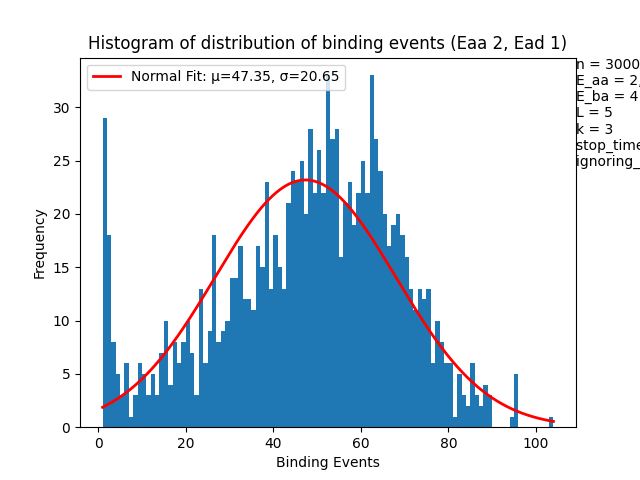 Histogram of distribution of binding events (Eaa 2, Ead 1)
Normal Fit: μ=47.35, σ=20.65
n = 3000
E_aa = 2,
E_ba = 4
L = 5
k = 3
stop_time
ignoring_
Frequency
30
25
20
15
10
5
0
0 20 40 60 80 100
Binding Events